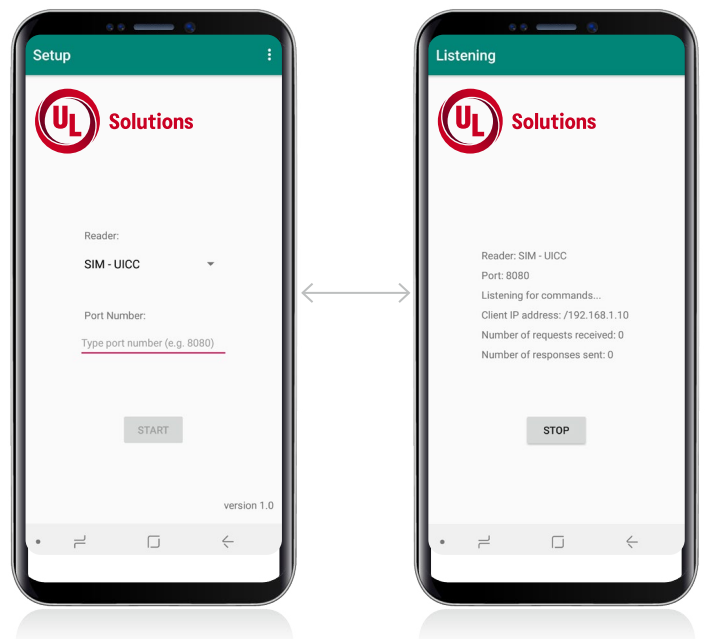 Setup
UL Solutions
Reader:
SIM - UICC
Port Number:
Type port number (e.g. 8080)
START
version 1.0
Listening
UL Solutions
Reader: SIM - UICC
Port: 8080
Listening for commands...
Client IP address: /192.168.1.10
Number of requests received: 0
Number of responses sent: 0
STOP